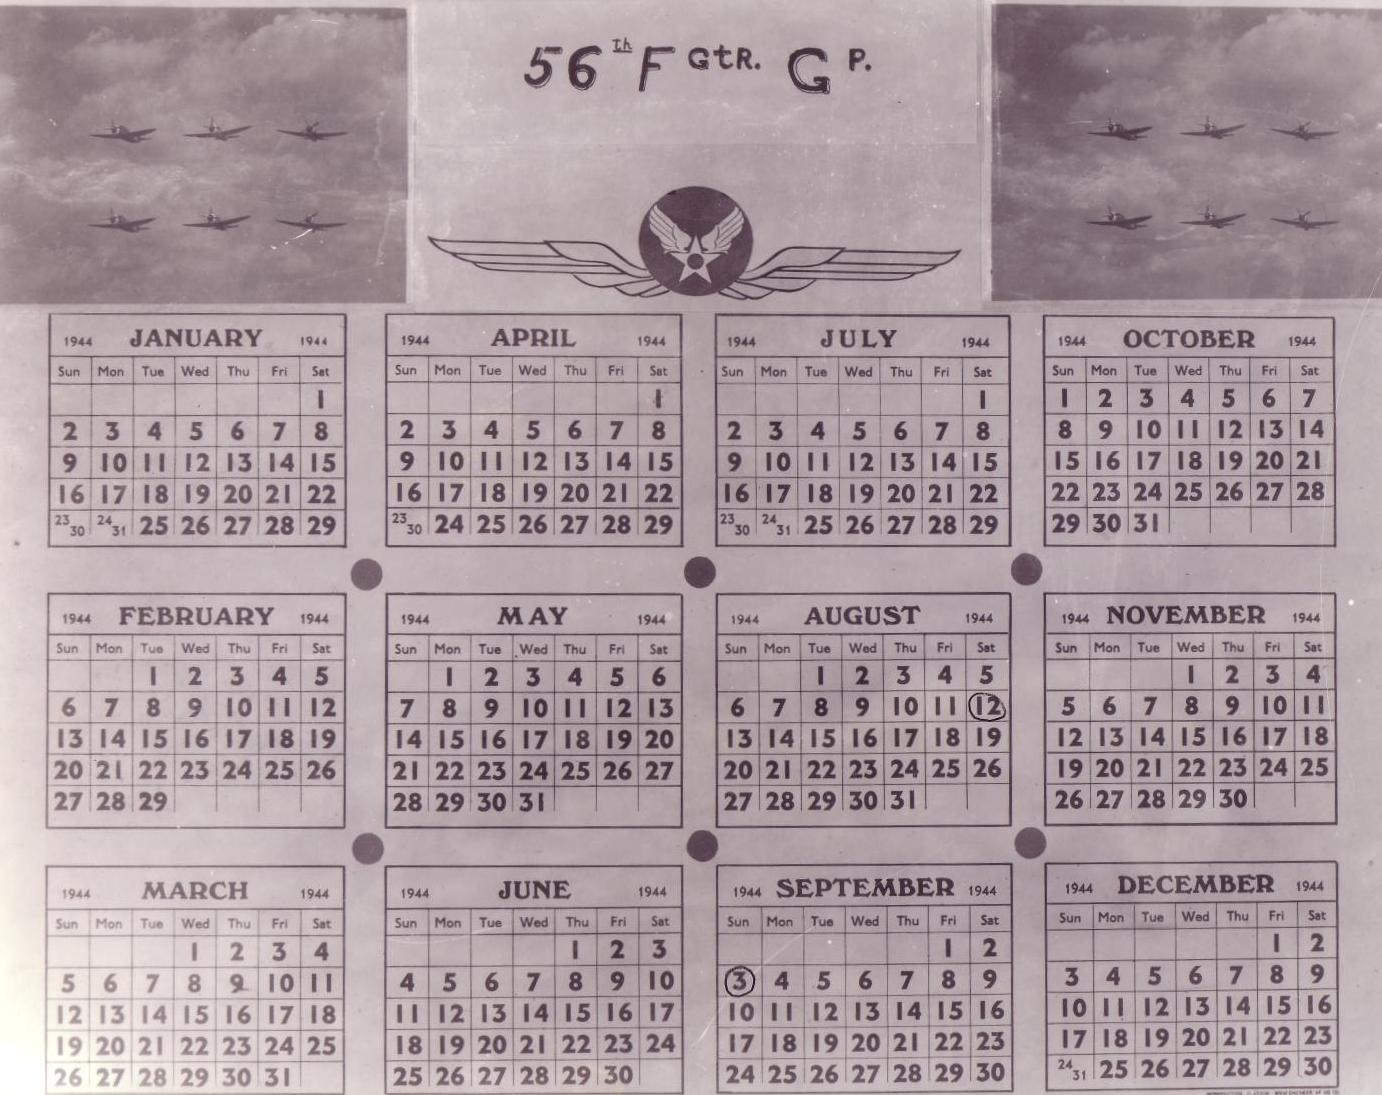 56th FGtR. GP.
1944 JANUARY 1944
Sun Mon Tue Wed Thu Fri Sat
1
2 3 4 5 6 7 8
9 10 11 12 13 14 15
16 17 18 19 20 21 22
23 30 24 31 25 26 27 28 29
1944 APRIL 1944
Sun Mon Tue Wed Thu Fri Sat
1
2 3 4 5 6 7 8
9 10 11 12 13 14 15
16 17 18 19 20 21 22
23 30 24 25 26 27 28 29
1944 JULY 1944
Sun Mon Tue Wed Thu Fri Sat
1
2 3 4 5 6 7 8
9 10 11 12 13 14 15
16 17 18 19 20 21 22
23 30 24 31 25 26 27 28 29
1944 OCTOBER 1944
Sun Mon Tue Wed Thu Fri Sat
1 2 3 4 5 6 7
8 9 10 11 12 13 14
15 16 17 18 19 20 21
22 23 24 25 26 27 28
29 30 31
1944 FEBRUARY 1944
Sun Mon Tue Wed Thu Fri Sat
1 2 3 4 5
6 7 8 9 10 11 12
13 14 15 16 17 18 19
20 21 22 23 24 25 26
27 28 29
1944 MAY 1944
Sun Mon Tue Wed Thu Fri Sat
1 2 3 4 5 6
7 8 9 10 11 12 13
14 15 16 17 18 19 20
21 22 23 24 25 26 27
28 29 30 31
1944 AUGUST 1944
Sun Mon Tue Wed Thu Fri Sat
1 2 3 4 5
6 7 8 9 10 11 12
13 14 15 16 17 18 19
20 21 22 23 24 25 26
27 28 29 30 31
1944 NOVEMBER 1944
Sun Mon Tue Wed Thu Fri Sat
1 2 3 4
5 6 7 8 9 10 11
12 13 14 15 16 17 18
19 20 21 22 23 24 25
26 27 28 29 30
1944 MARCH 1944
Sun Mon Tue Wed Thu Fri Sat
1 2 3 4
5 6 7 8 9 10 11
12 13 14 15 16 17 18
19 20 21 22 23 24 25
26 27 28 29 30 31
1944 JUNE 1944
Sun Mon Tue Wed Thu Fri Sat
1 2 3
4 5 6 7 8 9 10
11 12 13 14 15 16 17
18 19 20 21 22 23 24
25 26 27 28 29 30
1944 SEPTEMBER 1944
Sun Mon Tue Wed Thu Fri Sat
1 2
3 4 5 6 7 8 9
10 11 12 13 14 15 16
17 18 19 20 21 22 23
24 25 26 27 28 29 30
1944 DECEMBER 1944
Sun Mon Tue Wed Thu Fri Sat
1 2
3 4 5 6 7 8 9
10 11 12 13 14 15 16
17 18 19 20 21 22 23
24 31 25 26 27 28 29 30